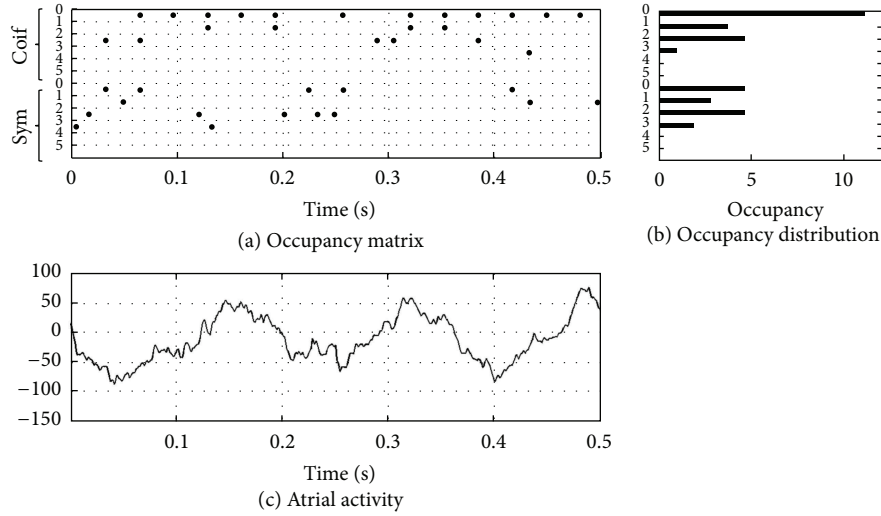 Coif
0
1
2
3
4
5
Sym
0
1
2
3
4
5
0 0.1 0.2 0.3 0.4 0.5
Time (s)
(a) Occupancy matrix
0
1
2
3
4
5
0
1
2
3
4
5
0 5 10
Occupancy
(b) Occupancy distribution
100
50
0
−50
−100
−150
0.1 0.2 0.3 0.4 0.5
Time (s)
(c) Atrial activity